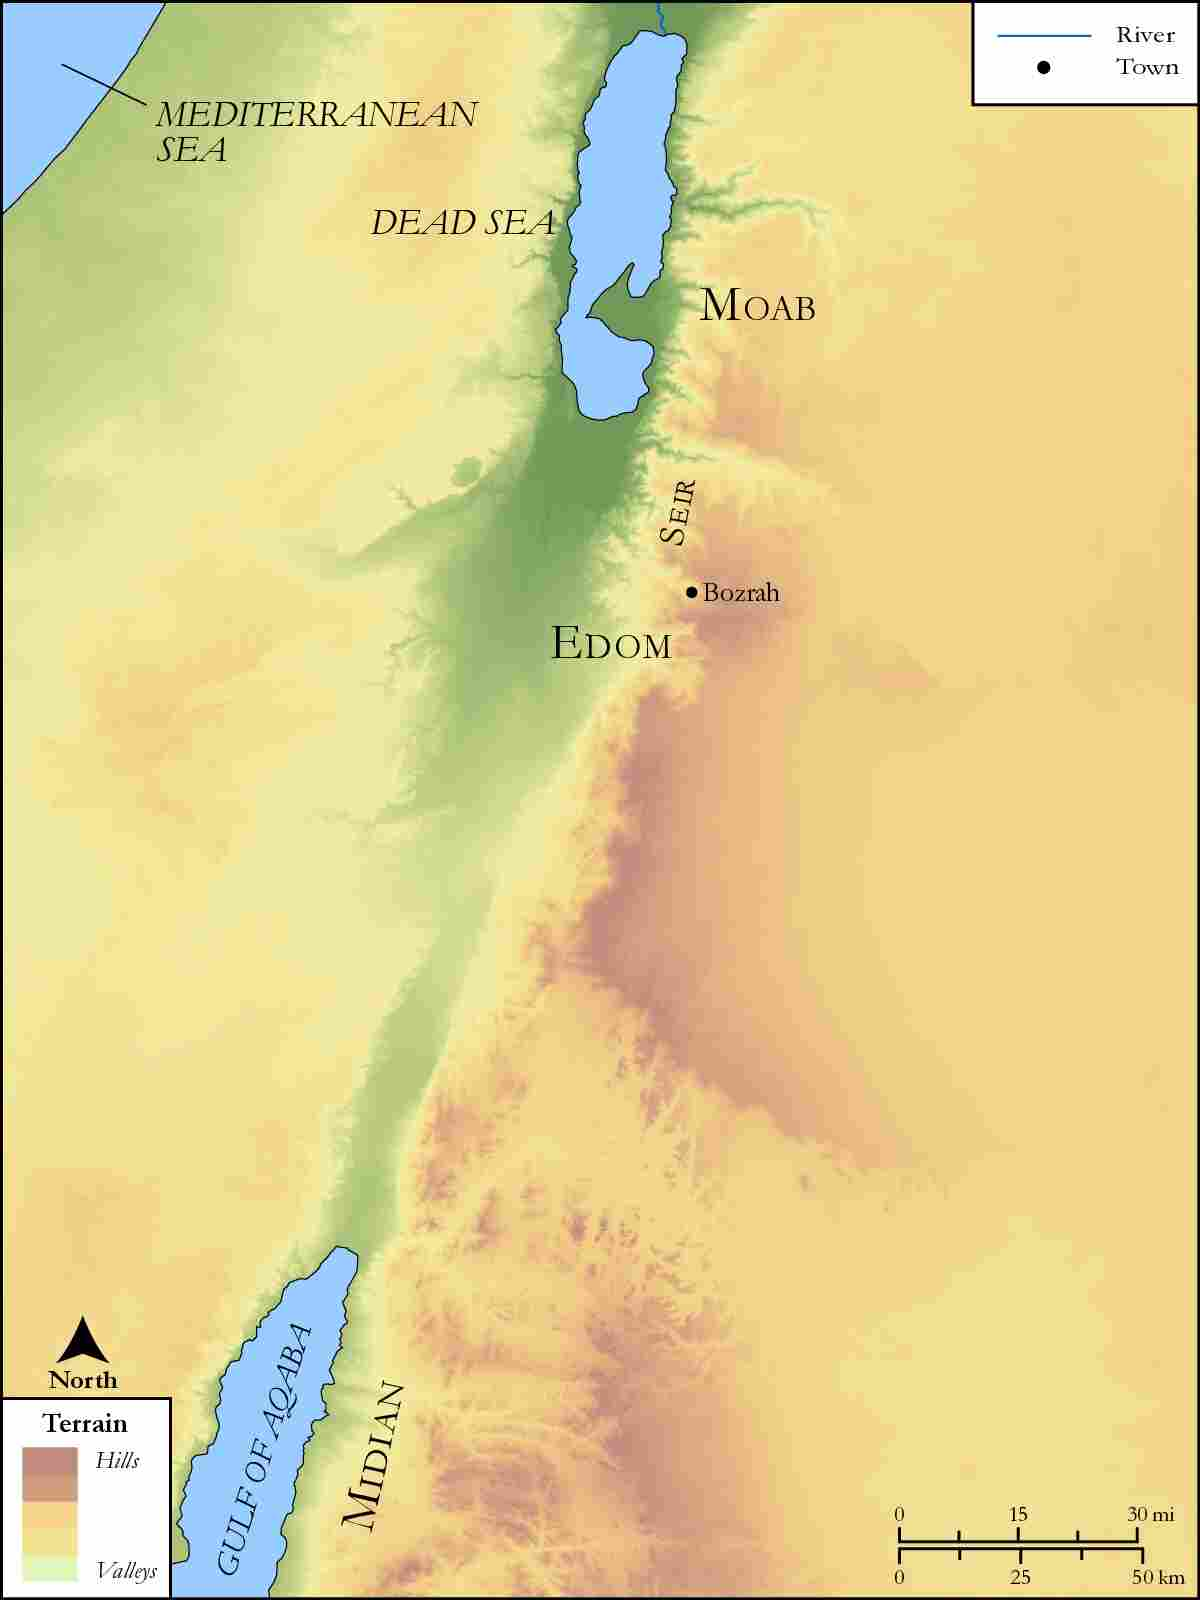 River
Town
MEDITERRANEAN
SEA
DEAD SEA
MOAB
SEIR
Bozrah
EDOM
North
Terrain
Hills
Valleys
GULF OF AQABA
MIDIAN
0 15 30 mi
0 25 50 km